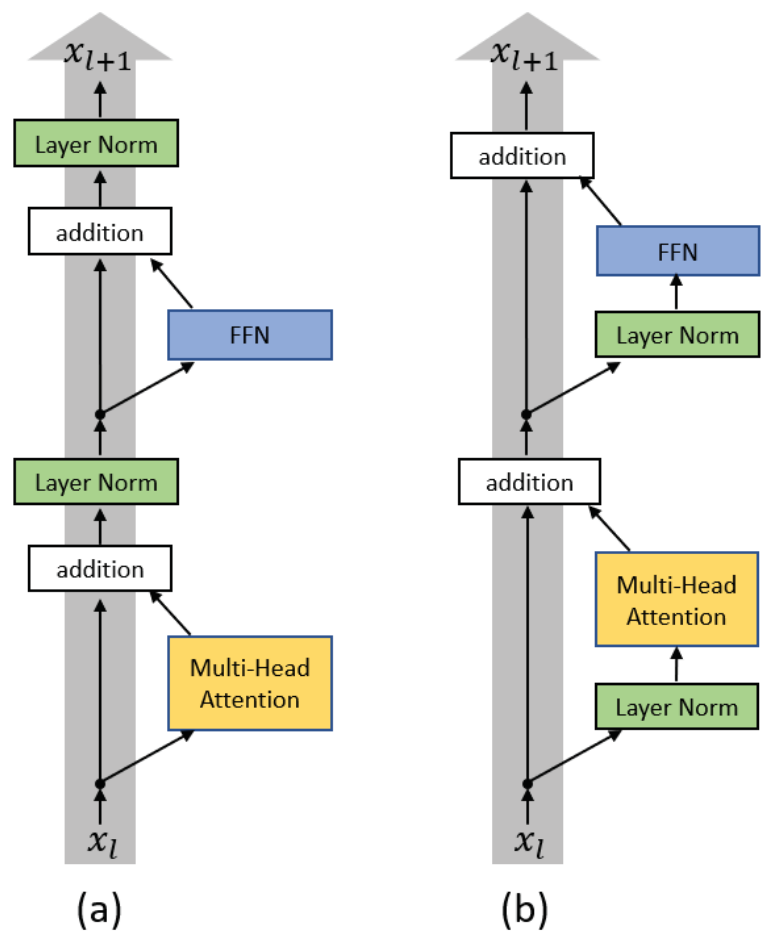 x_{l+1}
Layer Norm
addition
FFN
Layer Norm
addition
Multi-Head
Attention
x_l
(a)
x_{l+1}
addition
FFN
Layer Norm
addition
Multi-Head
Attention
Layer Norm
x_l
(b)